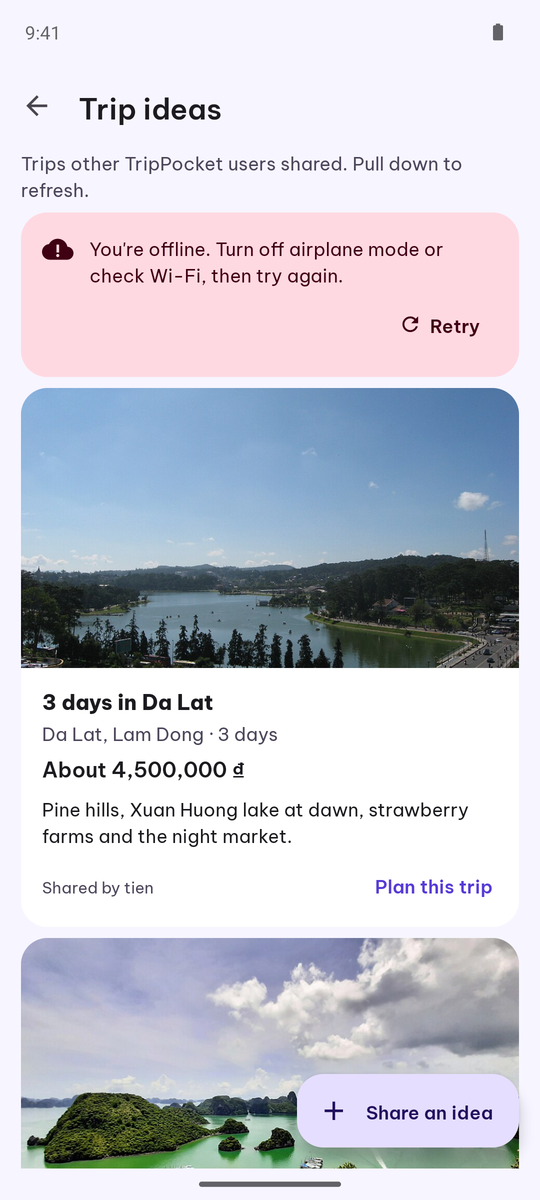 9:41
Trip ideas
Trips other TripPocket users shared. Pull down to
refresh.
You're offline. Turn off airplane mode or
check Wi-Fi, then try again.
Retry
3 days in Da Lat
Da Lat, Lam Dong · 3 days
About 4,500,000 ₫
Pine hills, Xuan Huong lake at dawn, strawberry
farms and the night market.
Shared by tien
Plan this trip
Share an idea